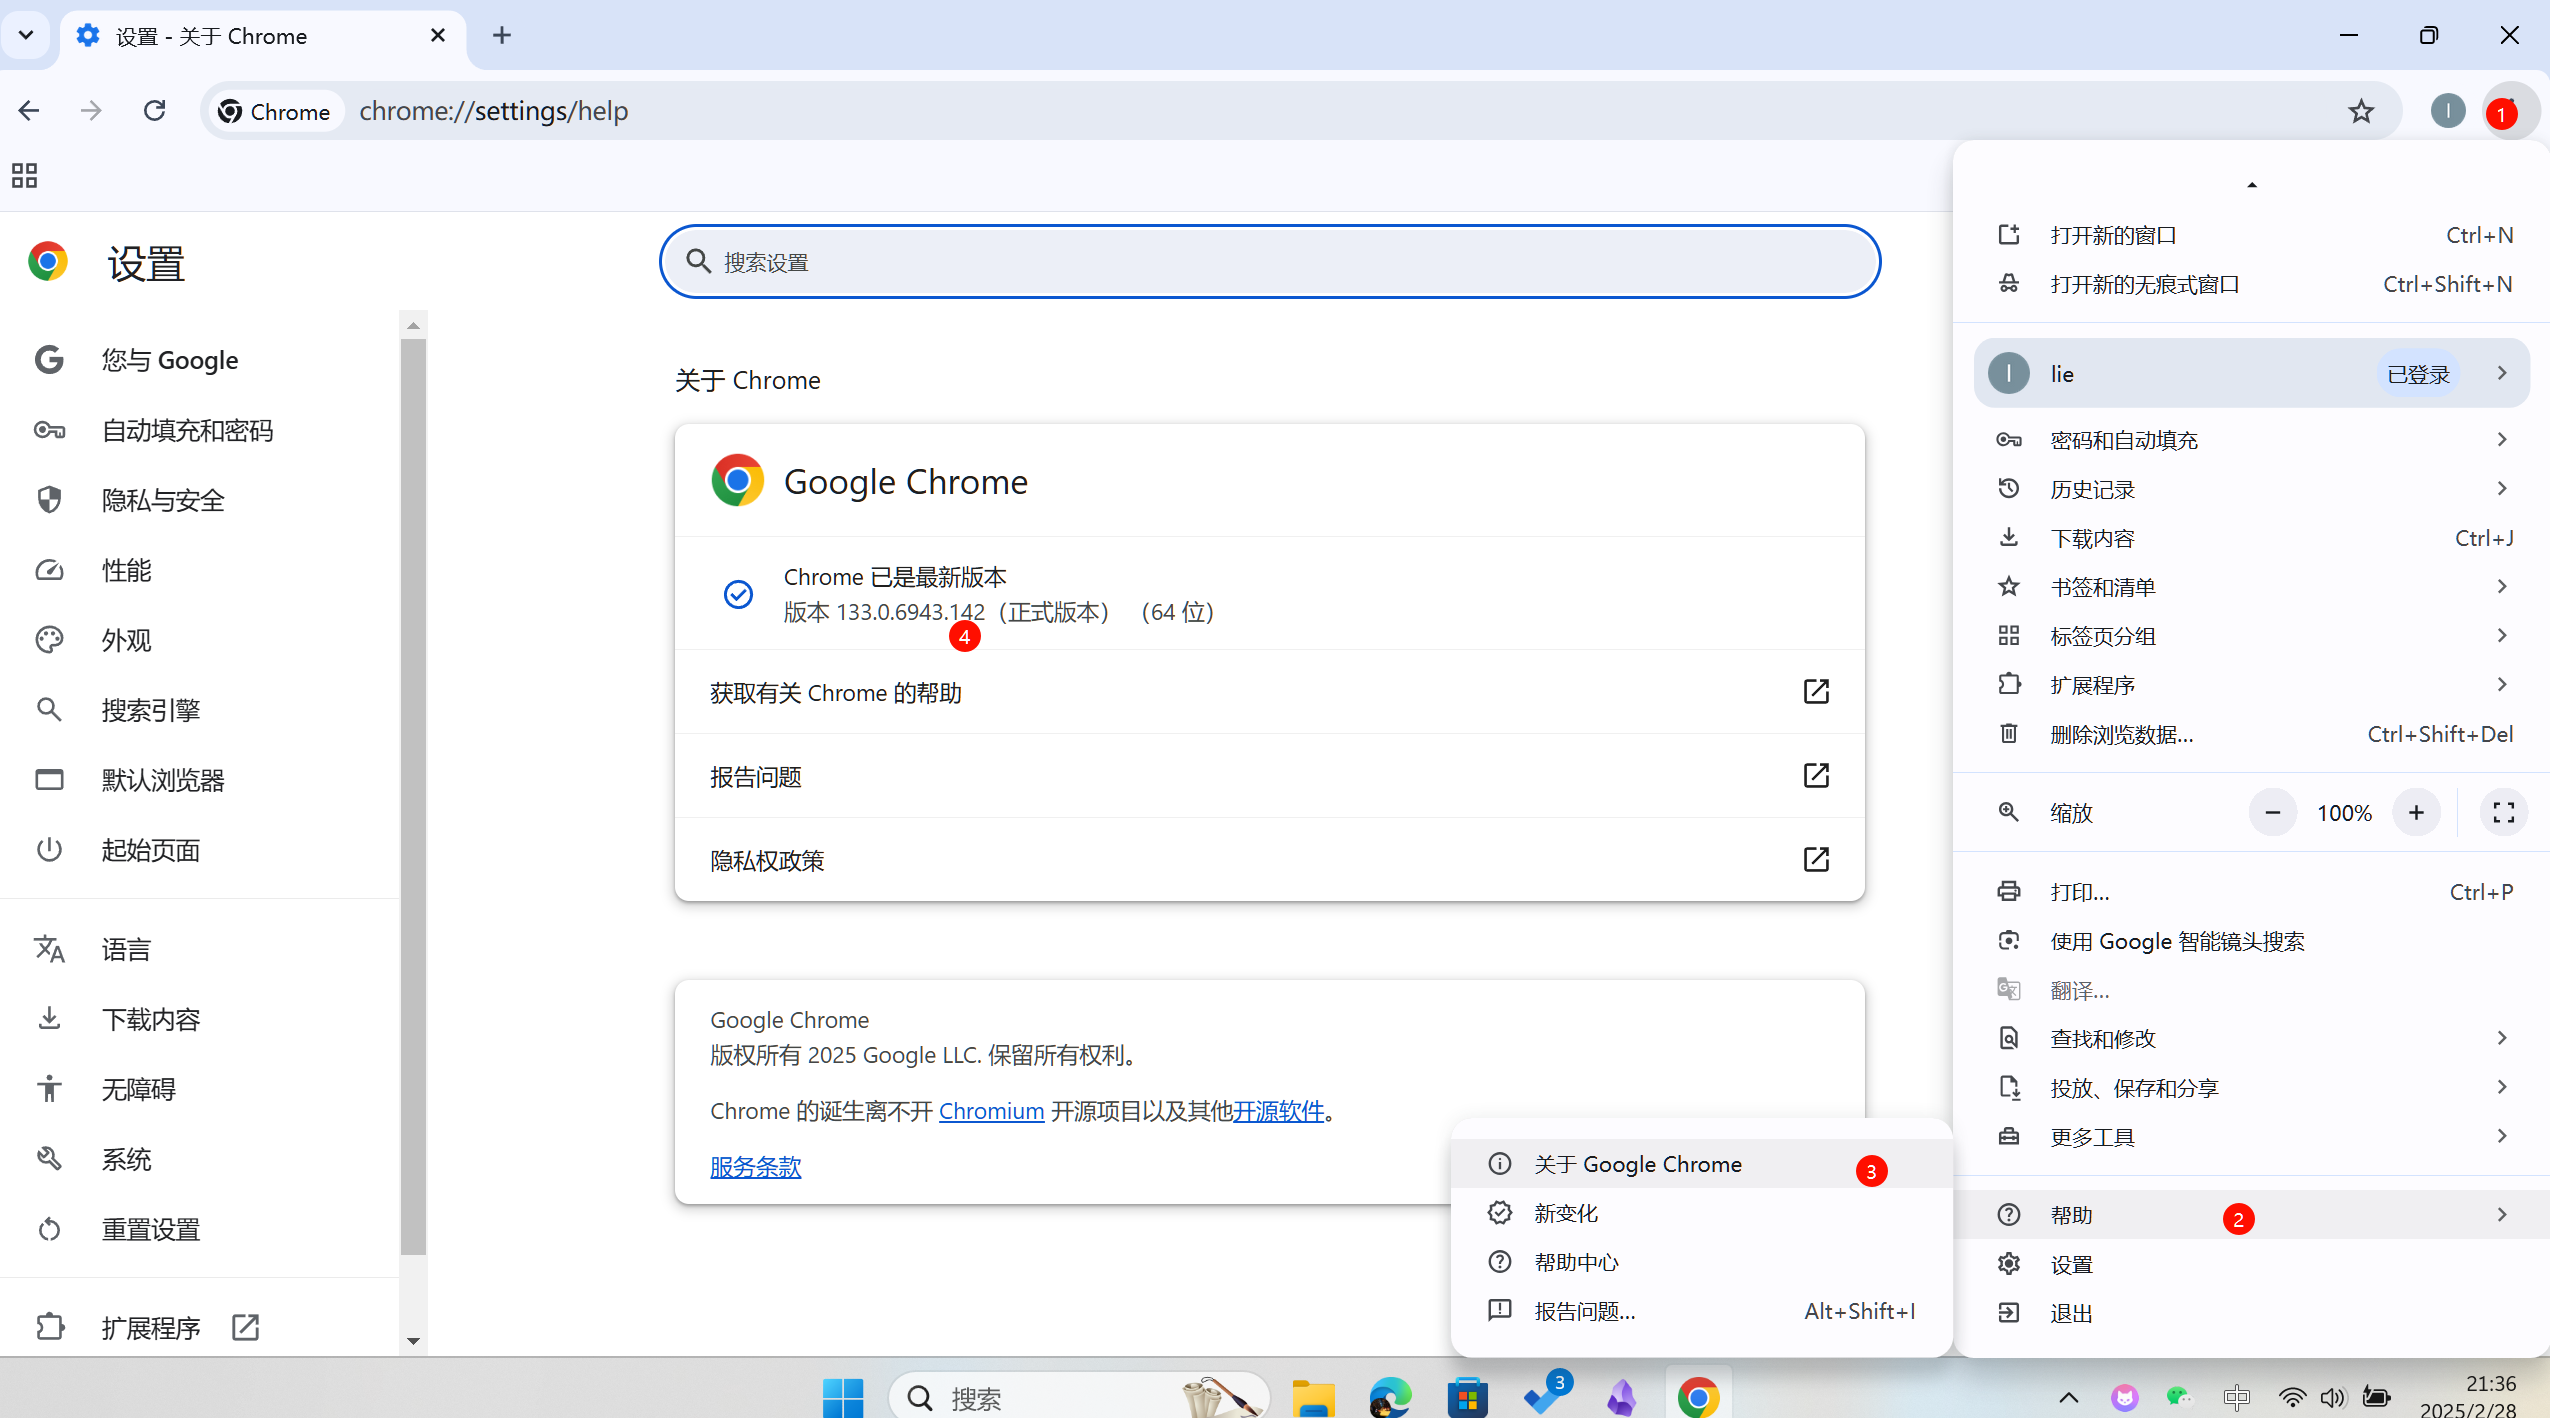 设置 - 关于 Chrome
Chrome
chrome://settings/help
1
设置
搜索设置
您与 Google
自动填充和密码
隐私与安全
性能
外观
搜索引擎
默认浏览器
起始页面
语言
下载内容
无障碍
系统
重置设置
扩展程序
关于 Chrome
Google Chrome
Chrome 已是最新版本
版本 133.0.6943.142（正式版本） （64 位）
4
获取有关 Chrome 的帮助
报告问题
隐私权政策
Google Chrome
版权所有 2025 Google LLC. 保留所有权利。
Chrome 的诞生离不开 Chromium 开源项目以及其他开源软件。
服务条款
打开新的窗口 Ctrl+N
打开新的无痕式窗口 Ctrl+Shift+N
lie 已登录
密码和自动填充
历史记录
下载内容 Ctrl+J
书签和清单
标签页分组
扩展程序
删除浏览数据... Ctrl+Shift+Del
缩放 100%
打印... Ctrl+P
使用 Google 智能镜头搜索
翻译...
查找和修改
投放、保存和分享
更多工具
帮助 2
设置
退出
关于 Google Chrome 3
新变化
帮助中心
报告问题... Alt+Shift+I
搜索
3
中
21:36
2025/2/28